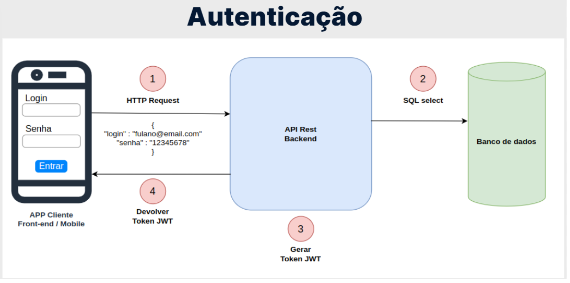 Autenticação
Login
Senha
Entrar
APP Cliente
Front-end / Mobile
1
HTTP Request
{
"login" : "fulano@email.com"
"senha" : "12345678"
}
4
Devolver
Token JWT
API Rest
Backend
3
Gerar
Token JWT
2
SQL select
Banco de dados